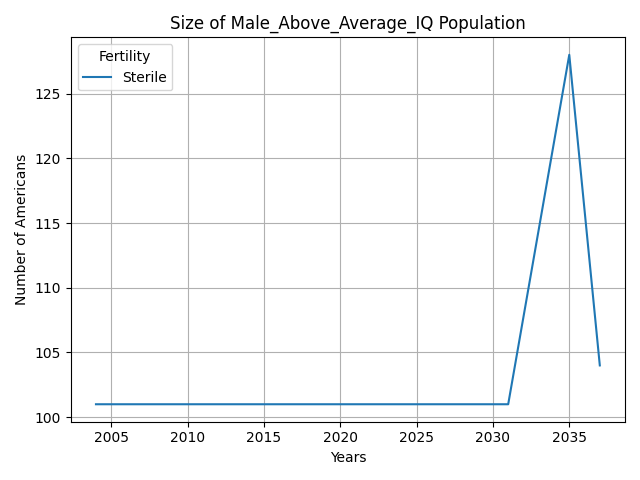 Size of Male_Above_Average_IQ Population
Fertility
Sterile
Number of Americans
125
120
115
110
105
100
2005 2010 2015 2020 2025 2030 2035
Years